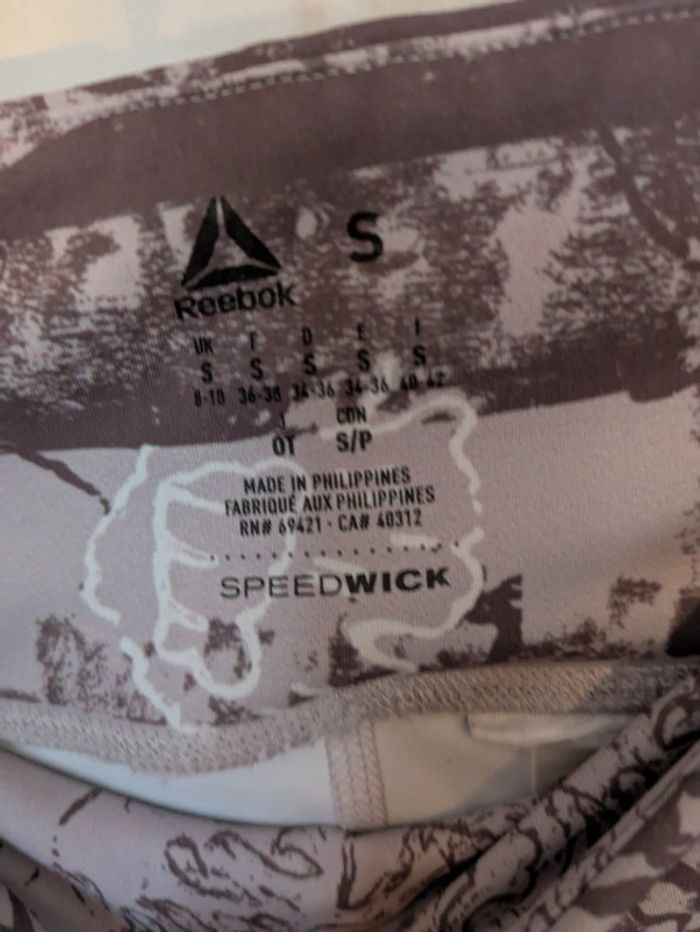 S
Reebok
UK F D E I
S S S S S
8-10 36-38 34-36 34-36 40-42
J CDN
OT S/P
MADE IN PHILIPPINES
FABRIQUÉ AUX PHILIPPINES
RN# 69421 · CA# 40312
SPEEDWICK